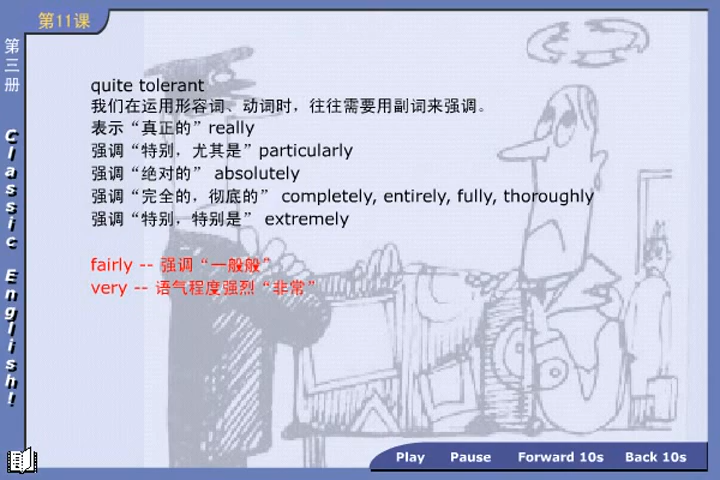 第11课
第三册
Classic English!
quite tolerant
我们在运用形容词、动词时，往往需要用副词来强调。
表示“真正的”really
强调“特别，尤其是”particularly
强调“绝对的” absolutely
强调“完全的，彻底的” completely, entirely, fully, thoroughly
强调“特别，特别是” extremely
fairly -- 强调“一般般”
very -- 语气程度强烈“非常”
Play Pause Forward 10s Back 10s